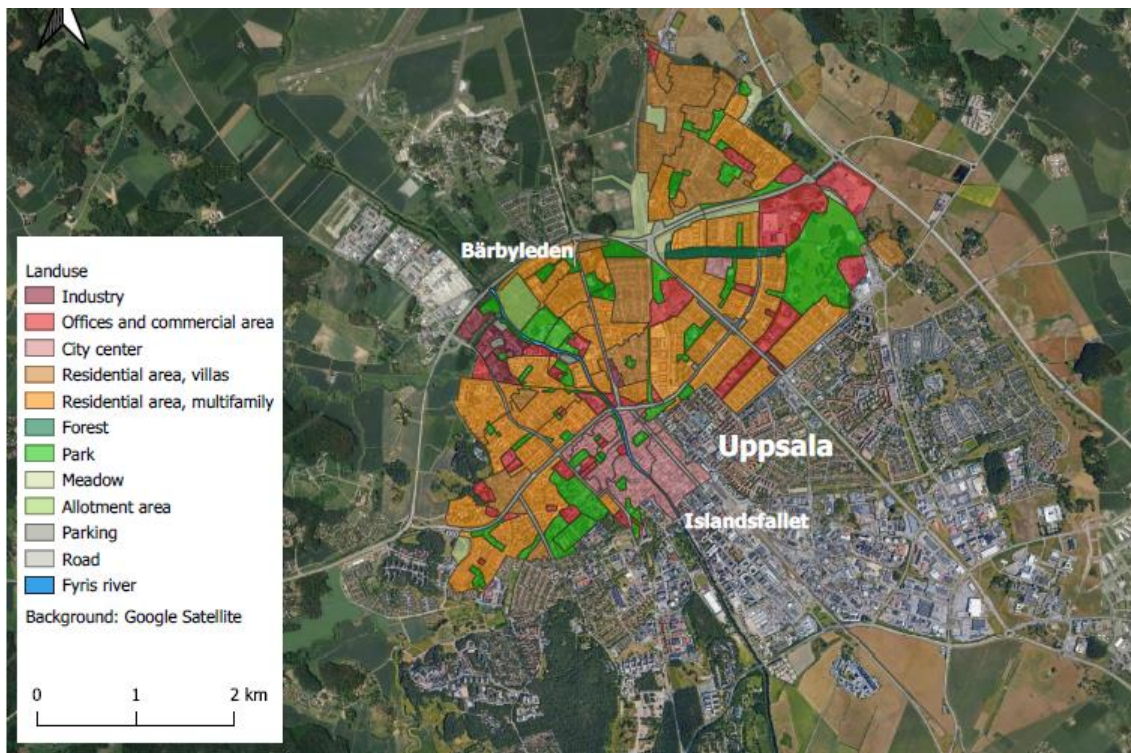 Bärbyleden
Uppsala
Islandsfallet
Landuse
Industry
Offices and commercial area
City center
Residential area, villas
Residential area, multifamily
Forest
Park
Meadow
Allotment area
Parking
Road
Fyris river
Background: Google Satellite
0 1 2 km